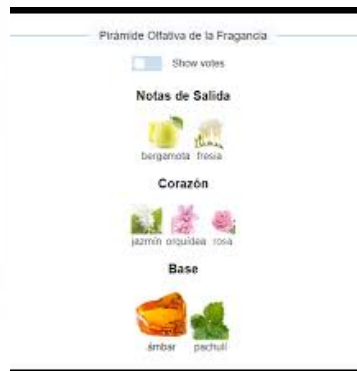 Pirámide Olfativa de la Fragancia
Show votes
Notas de Salida
bergamota fresia
Corazón
jazmín orquídea rosa
Base
ámbar pachulí